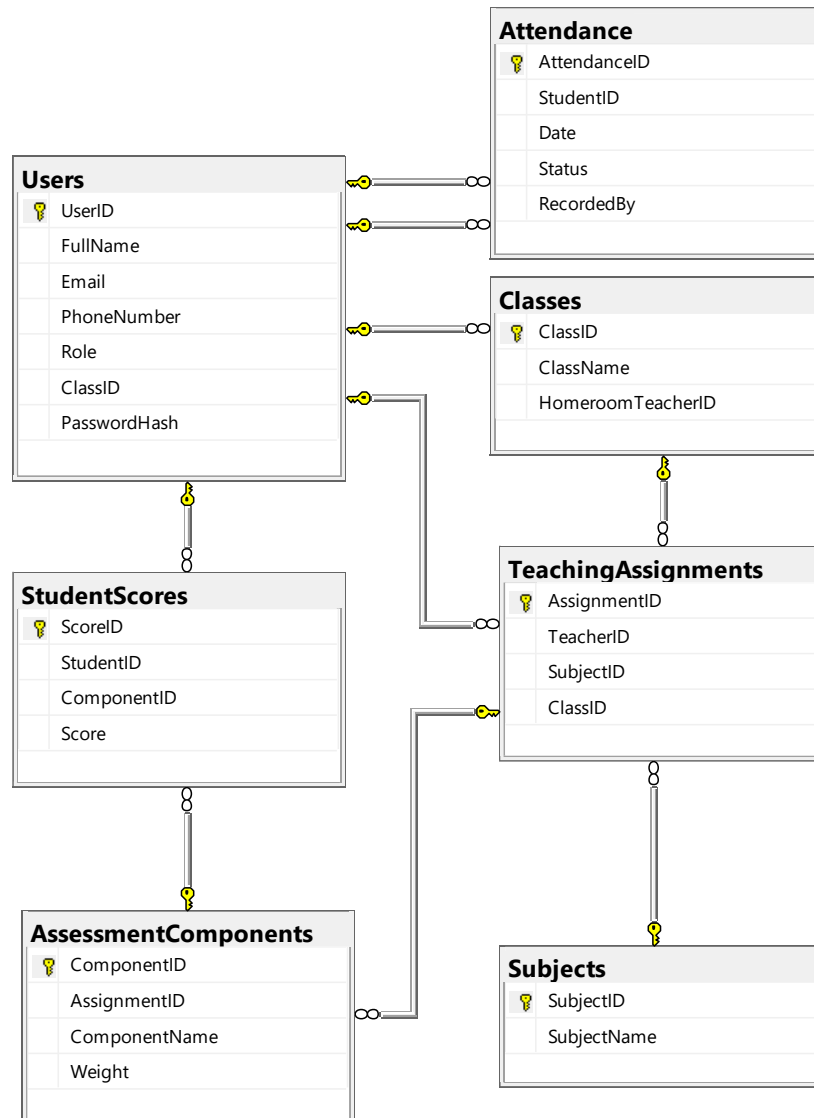 Attendance
AttendanceID
StudentID
Date
Status
RecordedBy
Users
UserID
FullName
Email
PhoneNumber
Role
ClassID
PasswordHash
Classes
ClassID
ClassName
HomeroomTeacherID
StudentScores
ScoreID
StudentID
ComponentID
Score
TeachingAssignments
AssignmentID
TeacherID
SubjectID
ClassID
AssessmentComponents
ComponentID
AssignmentID
ComponentName
Weight
Subjects
SubjectID
SubjectName